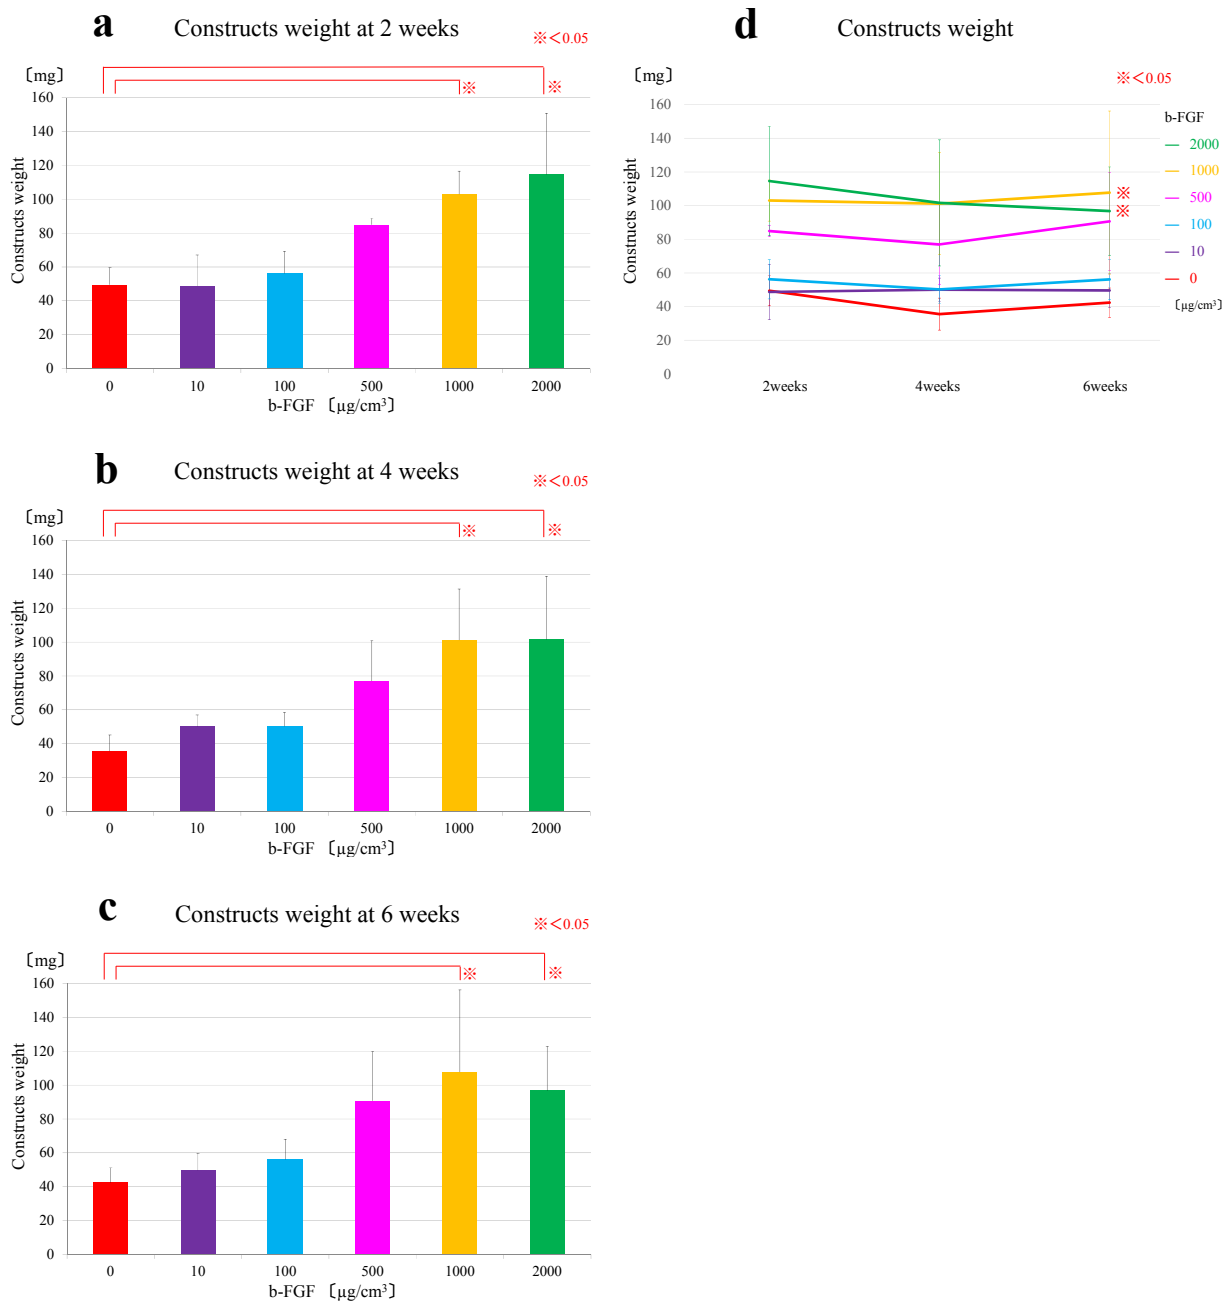 a Constructs weight at 2 weeks
※<0.05
〔mg〕
※ ※
160
140
120
100
80
60
40
20
0
Constructs weight
0 10 100 500 1000 2000
b-FGF 〔µg/cm³〕
b Constructs weight at 4 weeks
※<0.05
〔mg〕
※ ※
160
140
120
100
80
60
40
20
0
Constructs weight
0 10 100 500 1000 2000
b-FGF 〔µg/cm³〕
c Constructs weight at 6 weeks
※<0.05
〔mg〕
※ ※
160
140
120
100
80
60
40
20
0
Constructs weight
0 10 100 500 1000 2000
b-FGF 〔µg/cm³〕
d Constructs weight
〔mg〕
※<0.05
160
140
120
100
80
60
40
20
0
Constructs weight
※
※
2weeks 4weeks 6weeks
b-FGF
2000
1000
500
100
10
0
〔µg/cm³〕